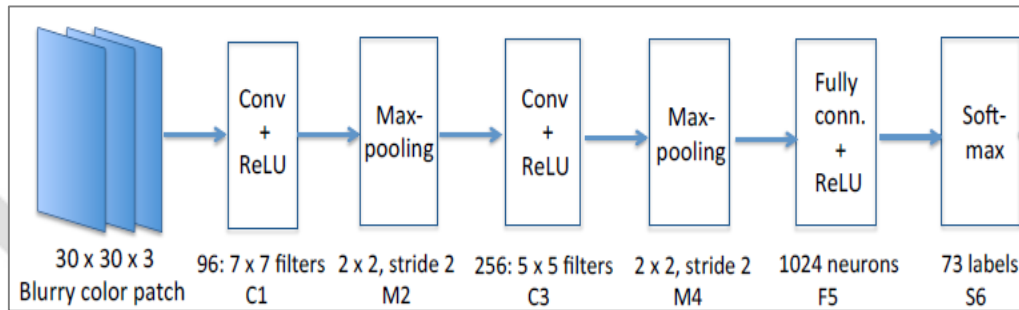 Conv
+
ReLU
Max-
pooling
Conv
+
ReLU
Max-
pooling
Fully
conn.
+
ReLU
Soft-
max
30 x 30 x 3
Blurry color patch
96: 7 x 7 filters
C1
2 x 2, stride 2
M2
256: 5 x 5 filters
C3
2 x 2, stride 2
M4
1024 neurons
F5
73 labels
S6